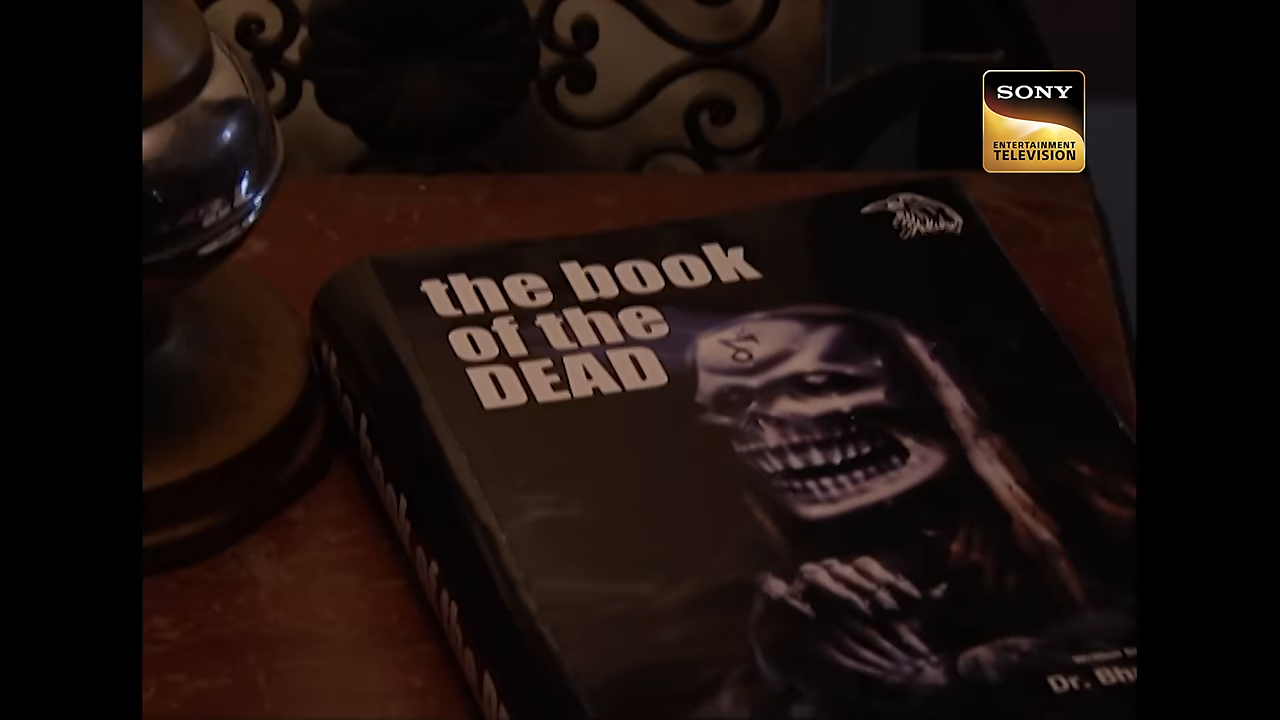 SONY
ENTERTAINMENT
TELEVISION
the book
of the
DEAD
Dr.